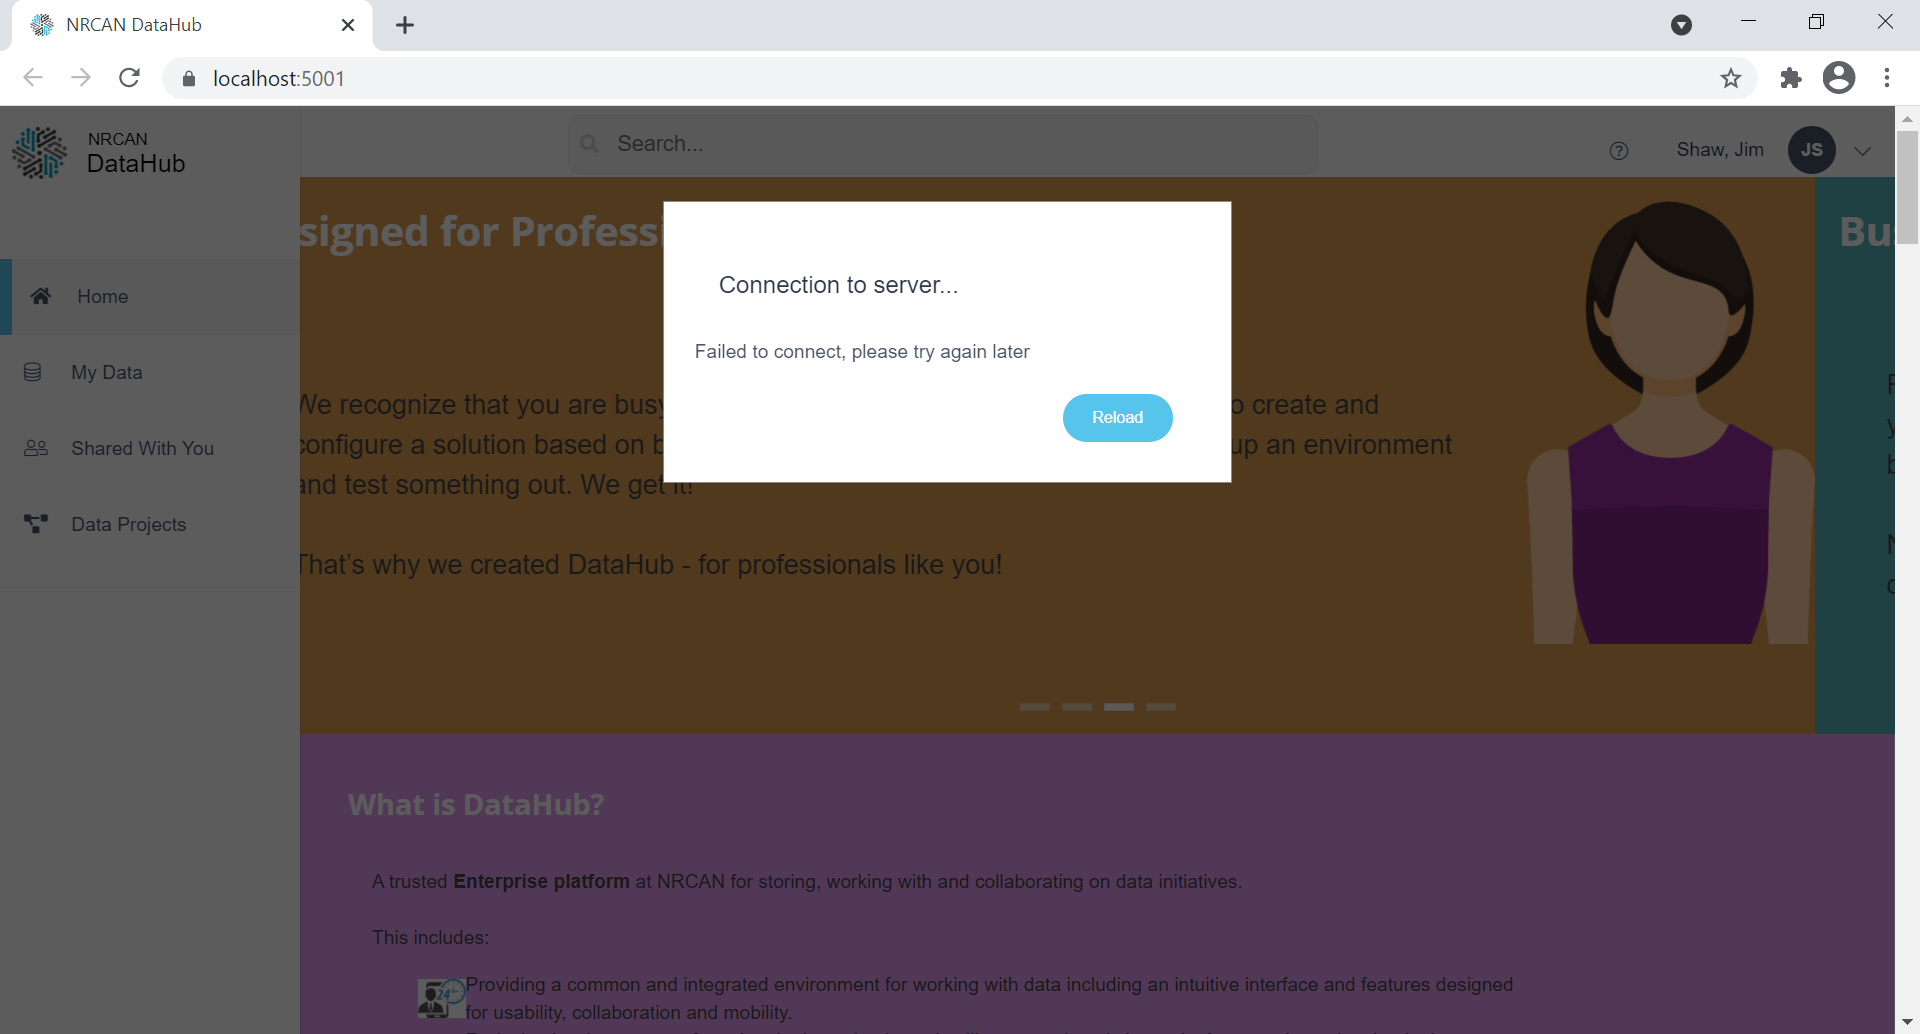 NRCAN DataHub
localhost:5001
NRCAN
DataHub
Search...
Shaw, Jim
JS
Home
My Data
Shared With You
Data Projects
signed for Professi
Bu
Connection to server...
Failed to connect, please try again later
Reload
We recognize that you are busy
o create and
configure a solution based on b
up an environment
and test something out. We get it!
That's why we created DataHub - for professionals like you!
What is DataHub?
A trusted Enterprise platform at NRCAN for storing, working with and collaborating on data initiatives.
This includes:
24
Providing a common and integrated environment for working with data including an intuitive interface and features designed
for usability, collaboration and mobility.